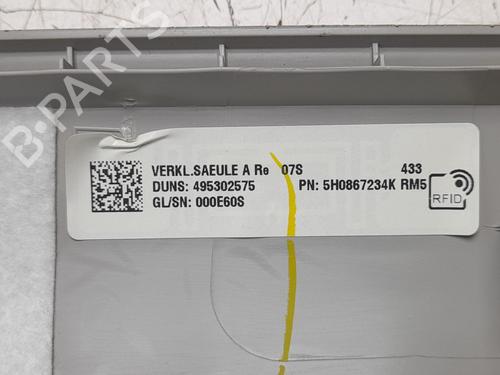 B-PARTS
VERKL.SAEULE A Re 07S 433
DUNS: 495302575 PN: 5H0867234K RM5
GL/SN: 000E60S
RFID